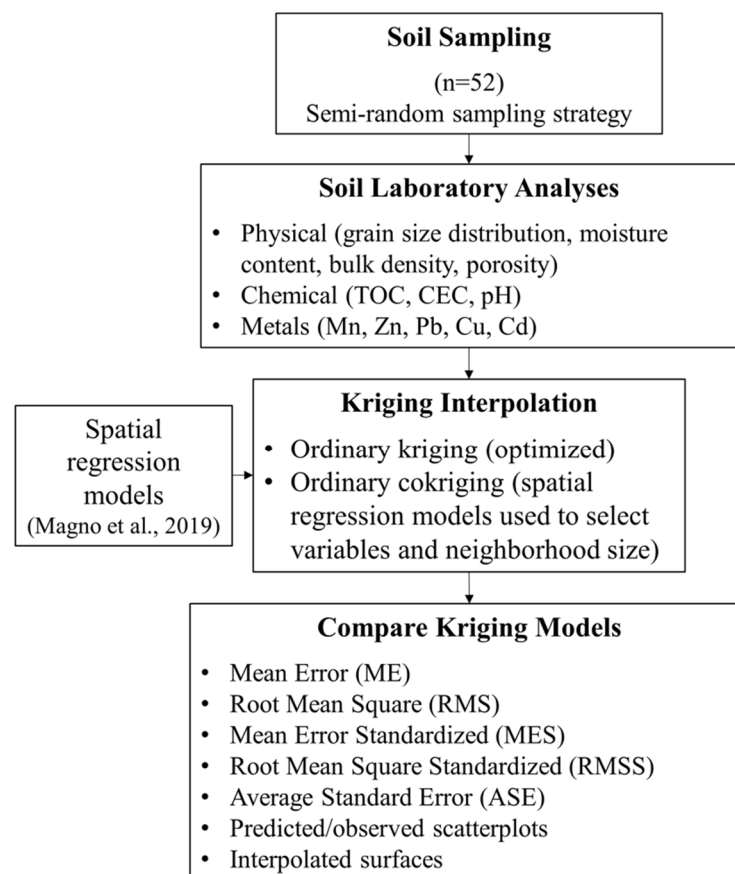 Soil Sampling
(n=52)
Semi-random sampling strategy
Soil Laboratory Analyses
• Physical (grain size distribution, moisture
content, bulk density, porosity)
• Chemical (TOC, CEC, pH)
• Metals (Mn, Zn, Pb, Cu, Cd)
Spatial
regression
models
(Magno et al., 2019)
Kriging Interpolation
• Ordinary kriging (optimized)
• Ordinary cokriging (spatial
regression models used to select
variables and neighborhood size)
Compare Kriging Models
• Mean Error (ME)
• Root Mean Square (RMS)
• Mean Error Standardized (MES)
• Root Mean Square Standardized (RMSS)
• Average Standard Error (ASE)
• Predicted/observed scatterplots
• Interpolated surfaces